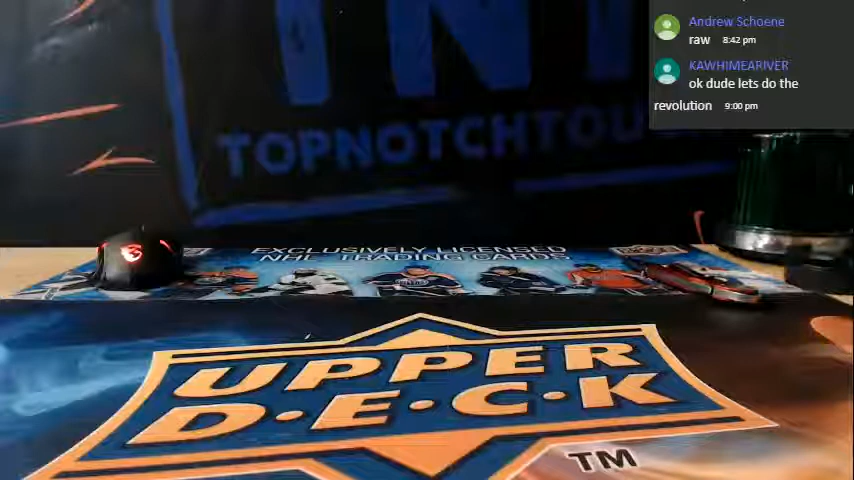 Andrew Schoene
raw 8:42 pm
KAWHIMEARIVER
ok dude lets do the
revolution 9:00 pm
TNT
TOPNOTCHTOU
EXCLUSIVELY LICENSED
NHL TRADING CARDS
UPPER
D·E·C·K
TM